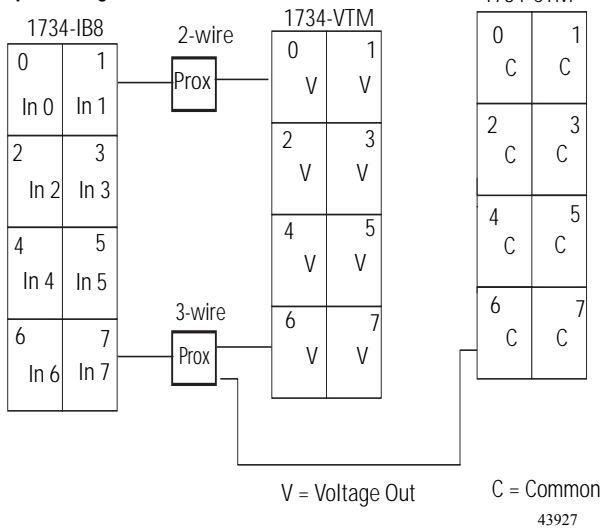 1734-IB8
0 1
In 0 In 1
2 3
In 2 In 3
4 5
In 4 In 5
6 7
In 6 In 7
2-wire
Prox
3-wire
Prox
1734-VTM
0 1
V V
2 3
V V
4 5
V V
6 7
V V
0 1
C C
2 3
C C
4 5
C C
6 7
C C
V = Voltage Out
C = Common
43927